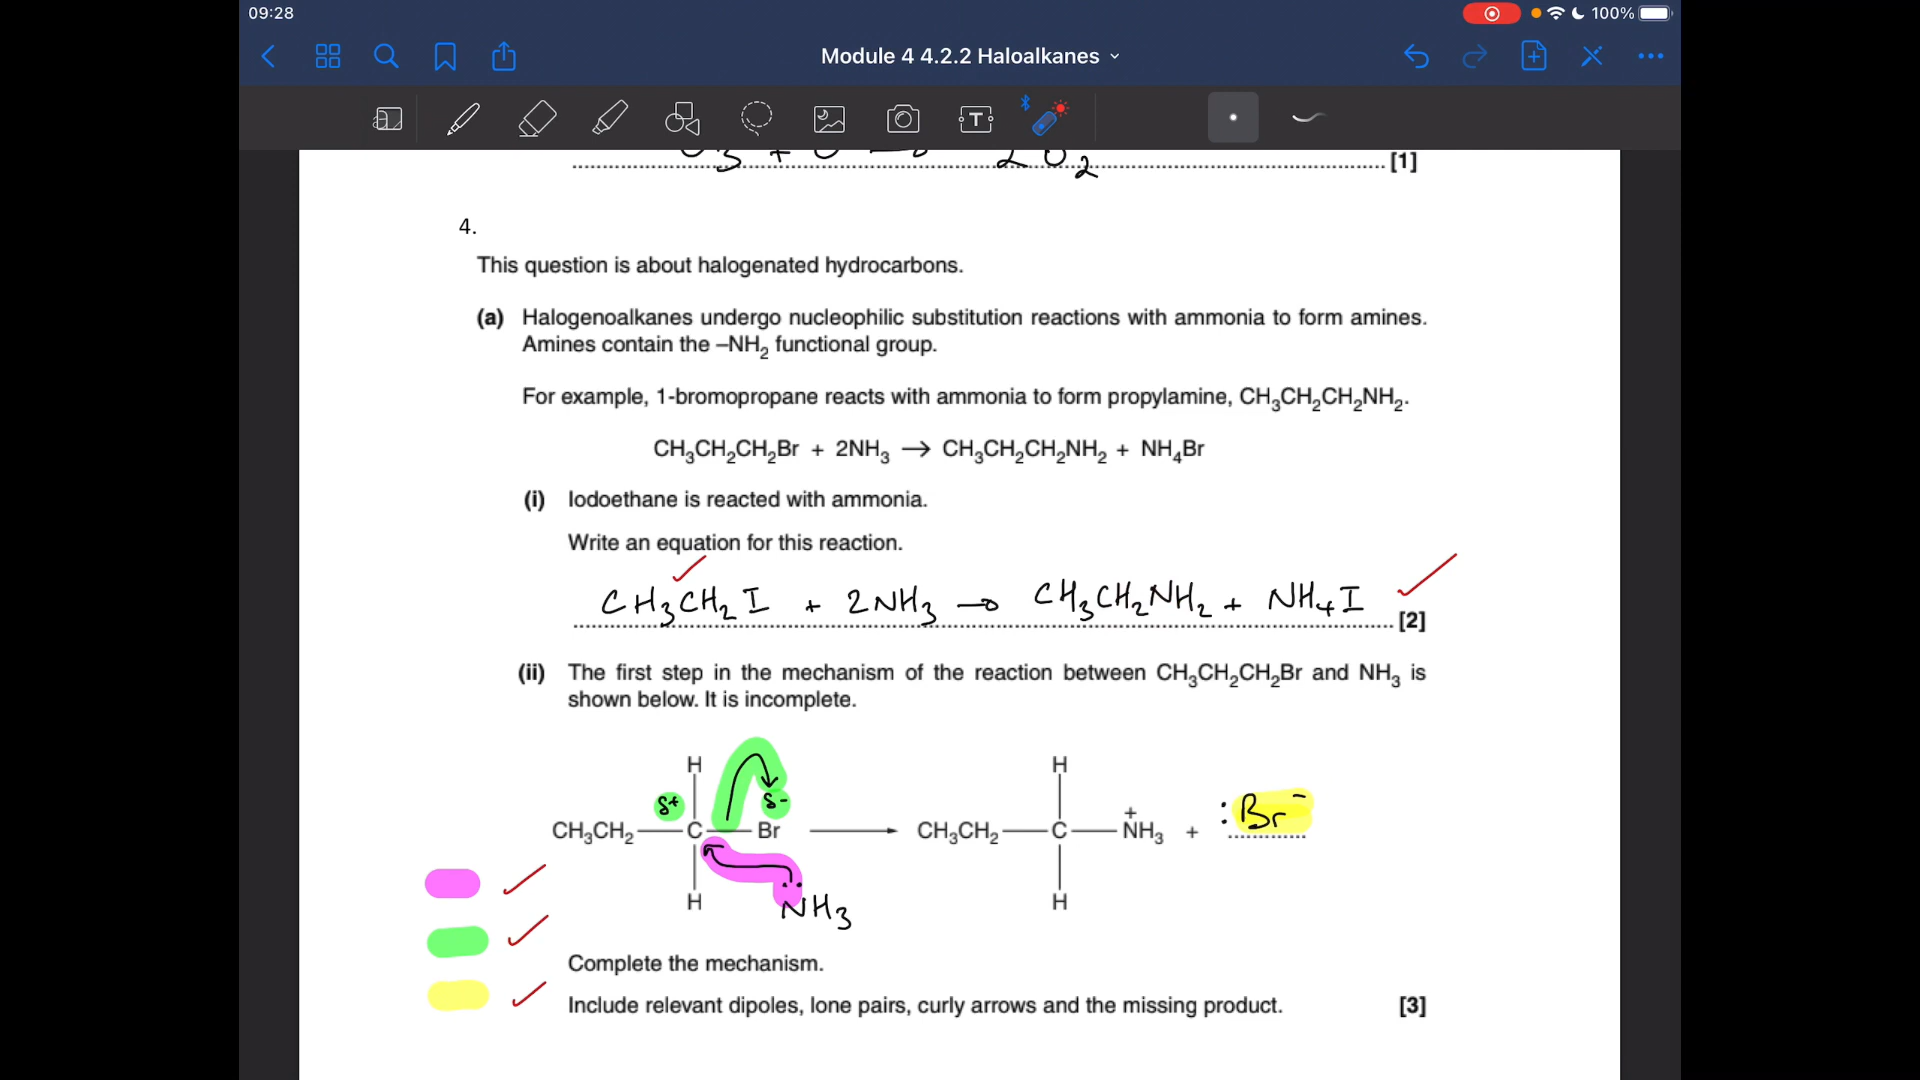 09:28
100%
Module 4 4.2.2 Haloalkanes
O₃ + O → 2O₂ [1]
4.
This question is about halogenated hydrocarbons.
(a) Halogenoalkanes undergo nucleophilic substitution reactions with ammonia to form amines.
Amines contain the –NH₂ functional group.
For example, 1-bromopropane reacts with ammonia to form propylamine, CH₃CH₂CH₂NH₂.
CH₃CH₂CH₂Br + 2NH₃ → CH₃CH₂CH₂NH₂ + NH₄Br
(i) Iodoethane is reacted with ammonia.
Write an equation for this reaction.
CH₃CH₂I + 2NH₃ → CH₃CH₂NH₂ + NH₄I [2]
(ii) The first step in the mechanism of the reaction between CH₃CH₂CH₂Br and NH₃ is
shown below. It is incomplete.
H H
δ+ δ-
CH₃CH₂ C Br → CH₃CH₂ C N⁺H₃ + :Br⁻
H H
:NH₃
Complete the mechanism.
Include relevant dipoles, lone pairs, curly arrows and the missing product. [3]